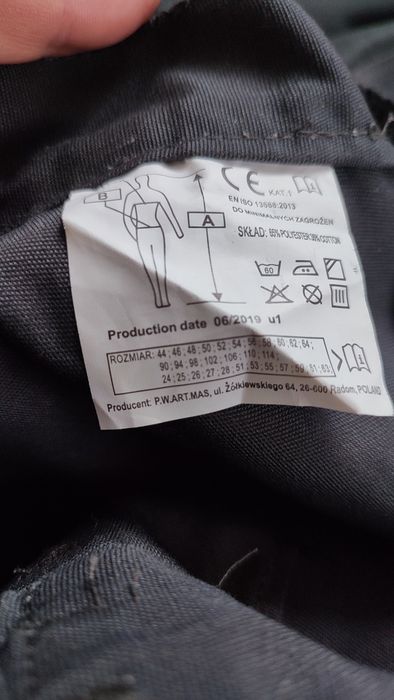 CE KAT.1
EN ISO 13688:2013
DO MINIMALNYCH ZAGROŻEŃ
SKŁAD: 65% POLYESTER 35% COTTON
B
A
60
Production date 06/2019 u1
ROZMIAR: 44 ; 46 ; 48 ; 50 ; 52 ; 54 ; 56 ; 58 ; 60 ; 62 ; 64 ;
90 ; 94 ; 98 ; 102 ; 106 ; 110 ; 114 ;
24 ; 25 ; 26 ; 27 ; 28 ; 51 ; 53 ; 55 ; 57 ; 59 ; 61 ; 63;
Producent: P.W.ART.MAS, ul. Żółkiewskiego 64, 26-600 Radom, POLAND